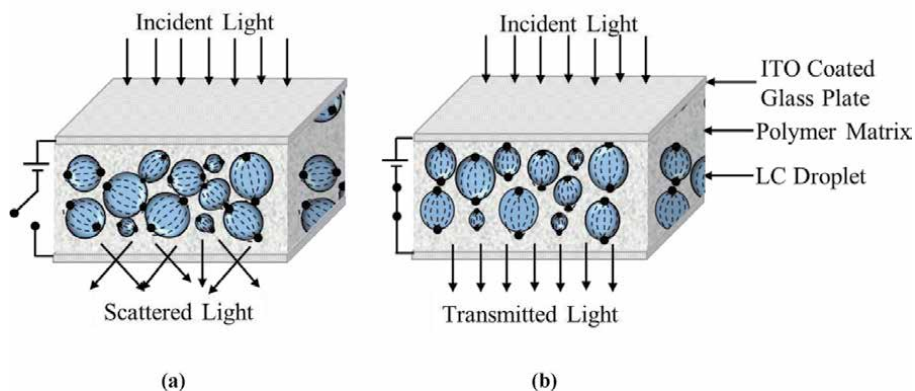 Incident Light
Incident Light
ITO Coated
Glass Plate
Polymer Matrix
LC Droplet
Scattered Light
Transmitted Light
(a)
(b)